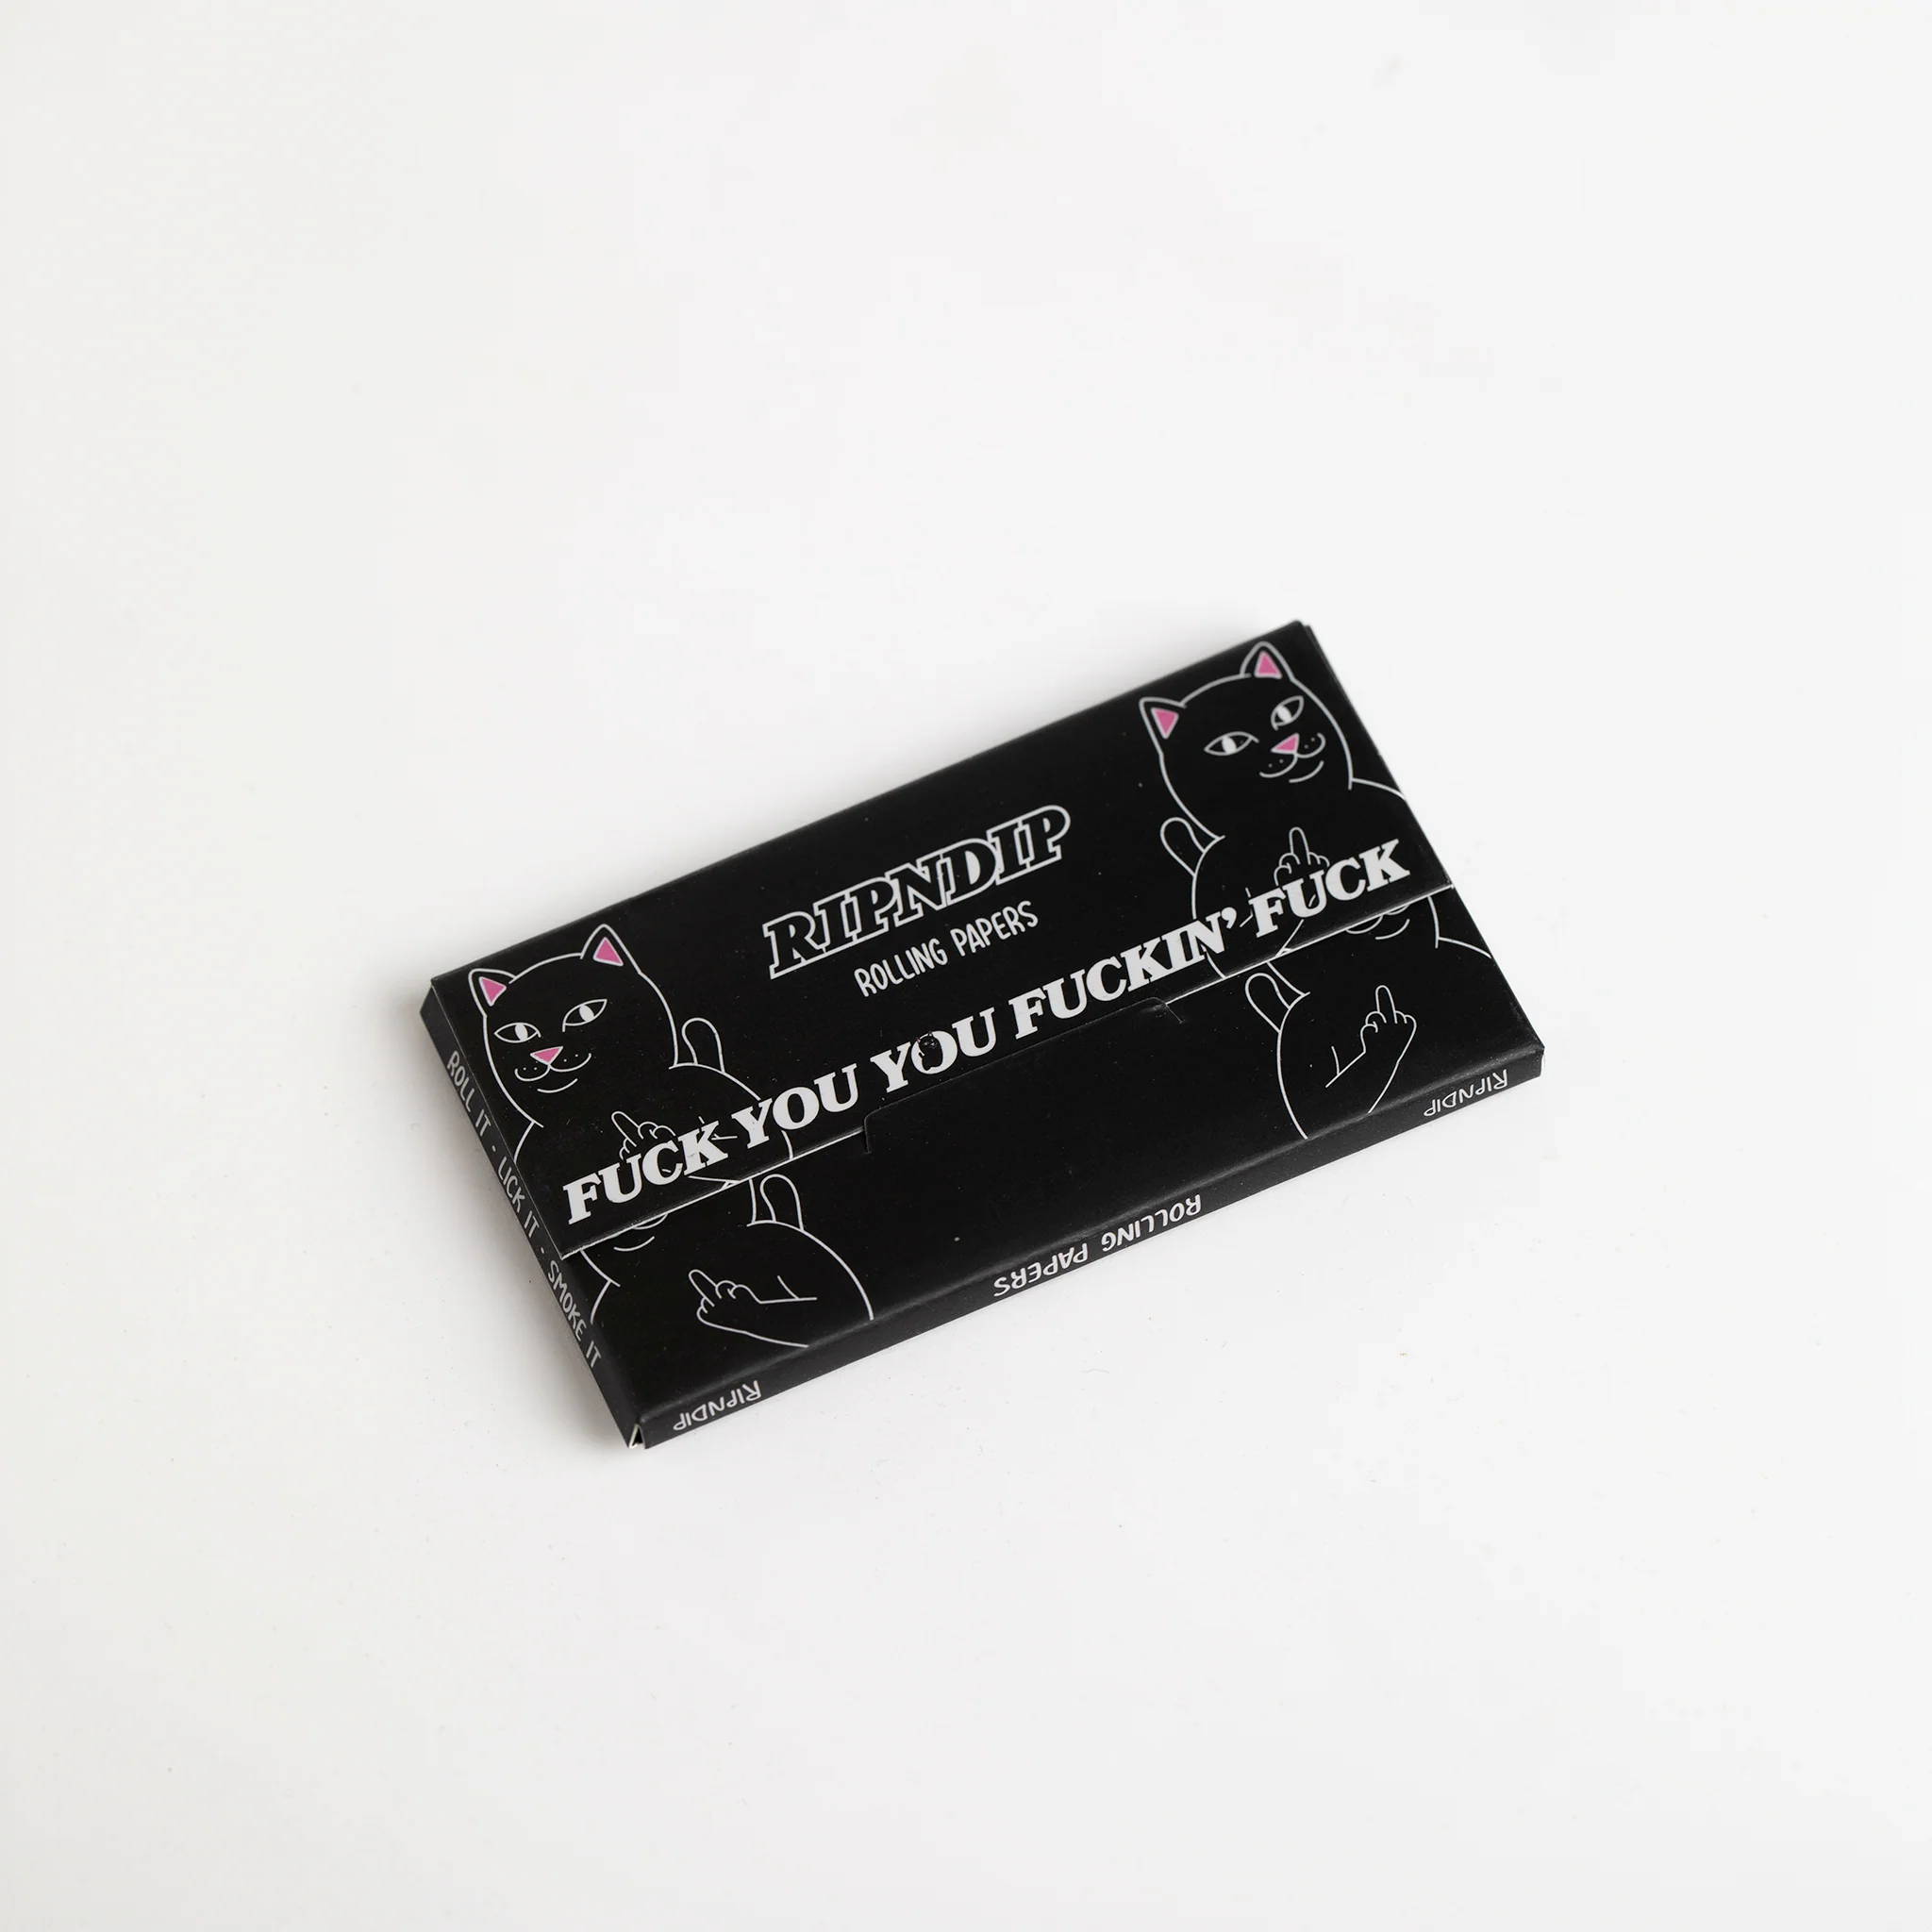 RIPNDIP
ROLLING PAPERS
FUCK YOU YOU FUCKIN' FUCK
ROLL IT - LICK IT - SMOKE IT
RIPNDIP
ROLLING PAPERS
RIPNDIP